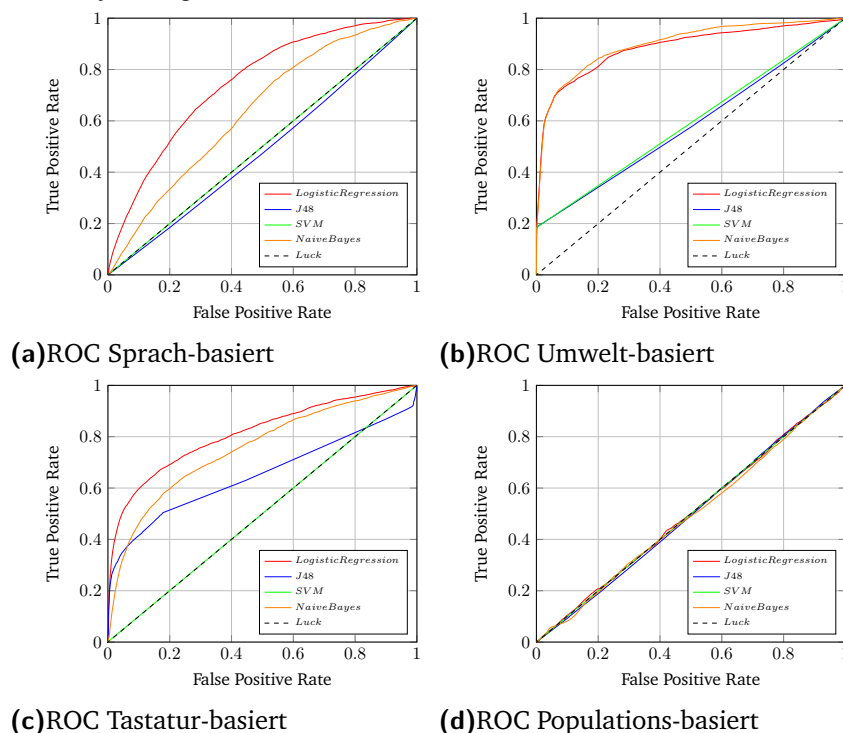 1
0.8
0.6
0.4
0.2
0
0 0.2 0.4 0.6 0.8 1
True Positive Rate
False Positive Rate
LogisticRegression
J48
SVM
NaiveBayes
Luck
(a)ROC Sprach-basiert
1
0.8
0.6
0.4
0.2
0
0 0.2 0.4 0.6 0.8 1
True Positive Rate
False Positive Rate
LogisticRegression
J48
SVM
NaiveBayes
Luck
(b)ROC Umwelt-basiert
1
0.8
0.6
0.4
0.2
0
0 0.2 0.4 0.6 0.8 1
True Positive Rate
False Positive Rate
LogisticRegression
J48
SVM
NaiveBayes
Luck
(c)ROC Tastatur-basiert
1
0.8
0.6
0.4
0.2
0
0 0.2 0.4 0.6 0.8 1
True Positive Rate
False Positive Rate
LogisticRegression
J48
SVM
NaiveBayes
Luck
(d)ROC Populations-basiert